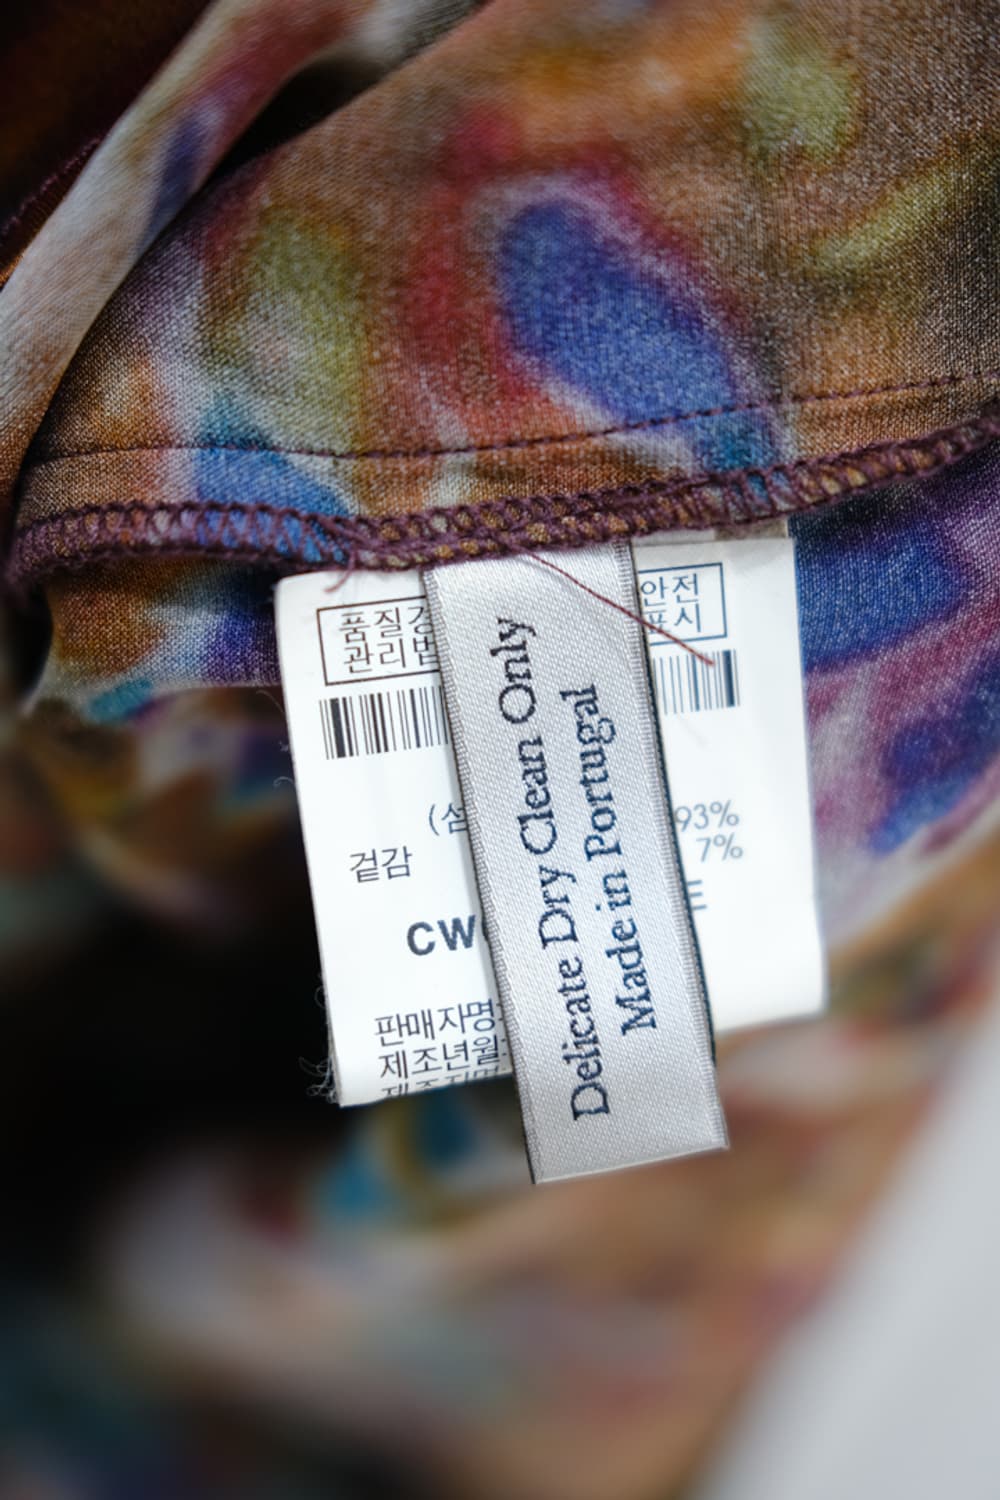 Delicate Dry Clean Only
Made in Portugal
품질경 안전
관리법 표시
(섬 93%
겉감 7%
CW
판매자명:
제조년월: